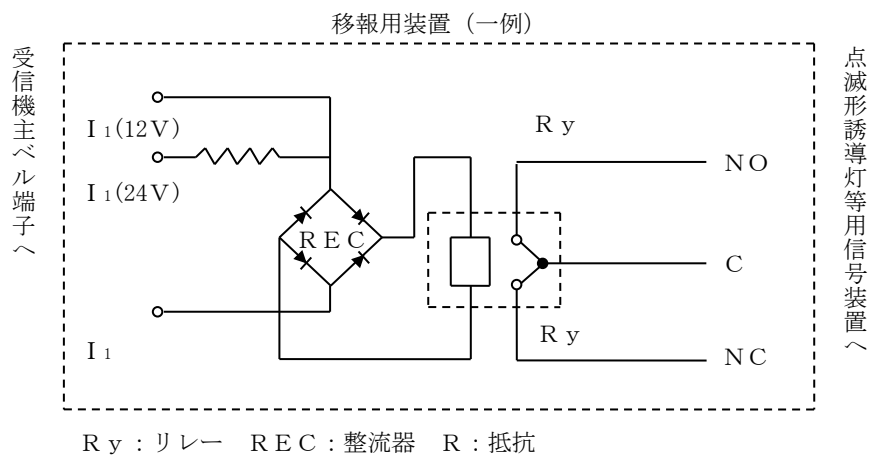 移報用装置（一例）
受信機主ベル端子へ
Ｉ₁(12V)
Ｉ₁(24V)
Ｉ₁
ＲＥＣ
Ｒｙ
Ｒｙ
ＮＯ
Ｃ
ＮＣ
点滅形誘導灯等用信号装置へ
Ｒｙ：リレー　ＲＥＣ：整流器　Ｒ：抵抗